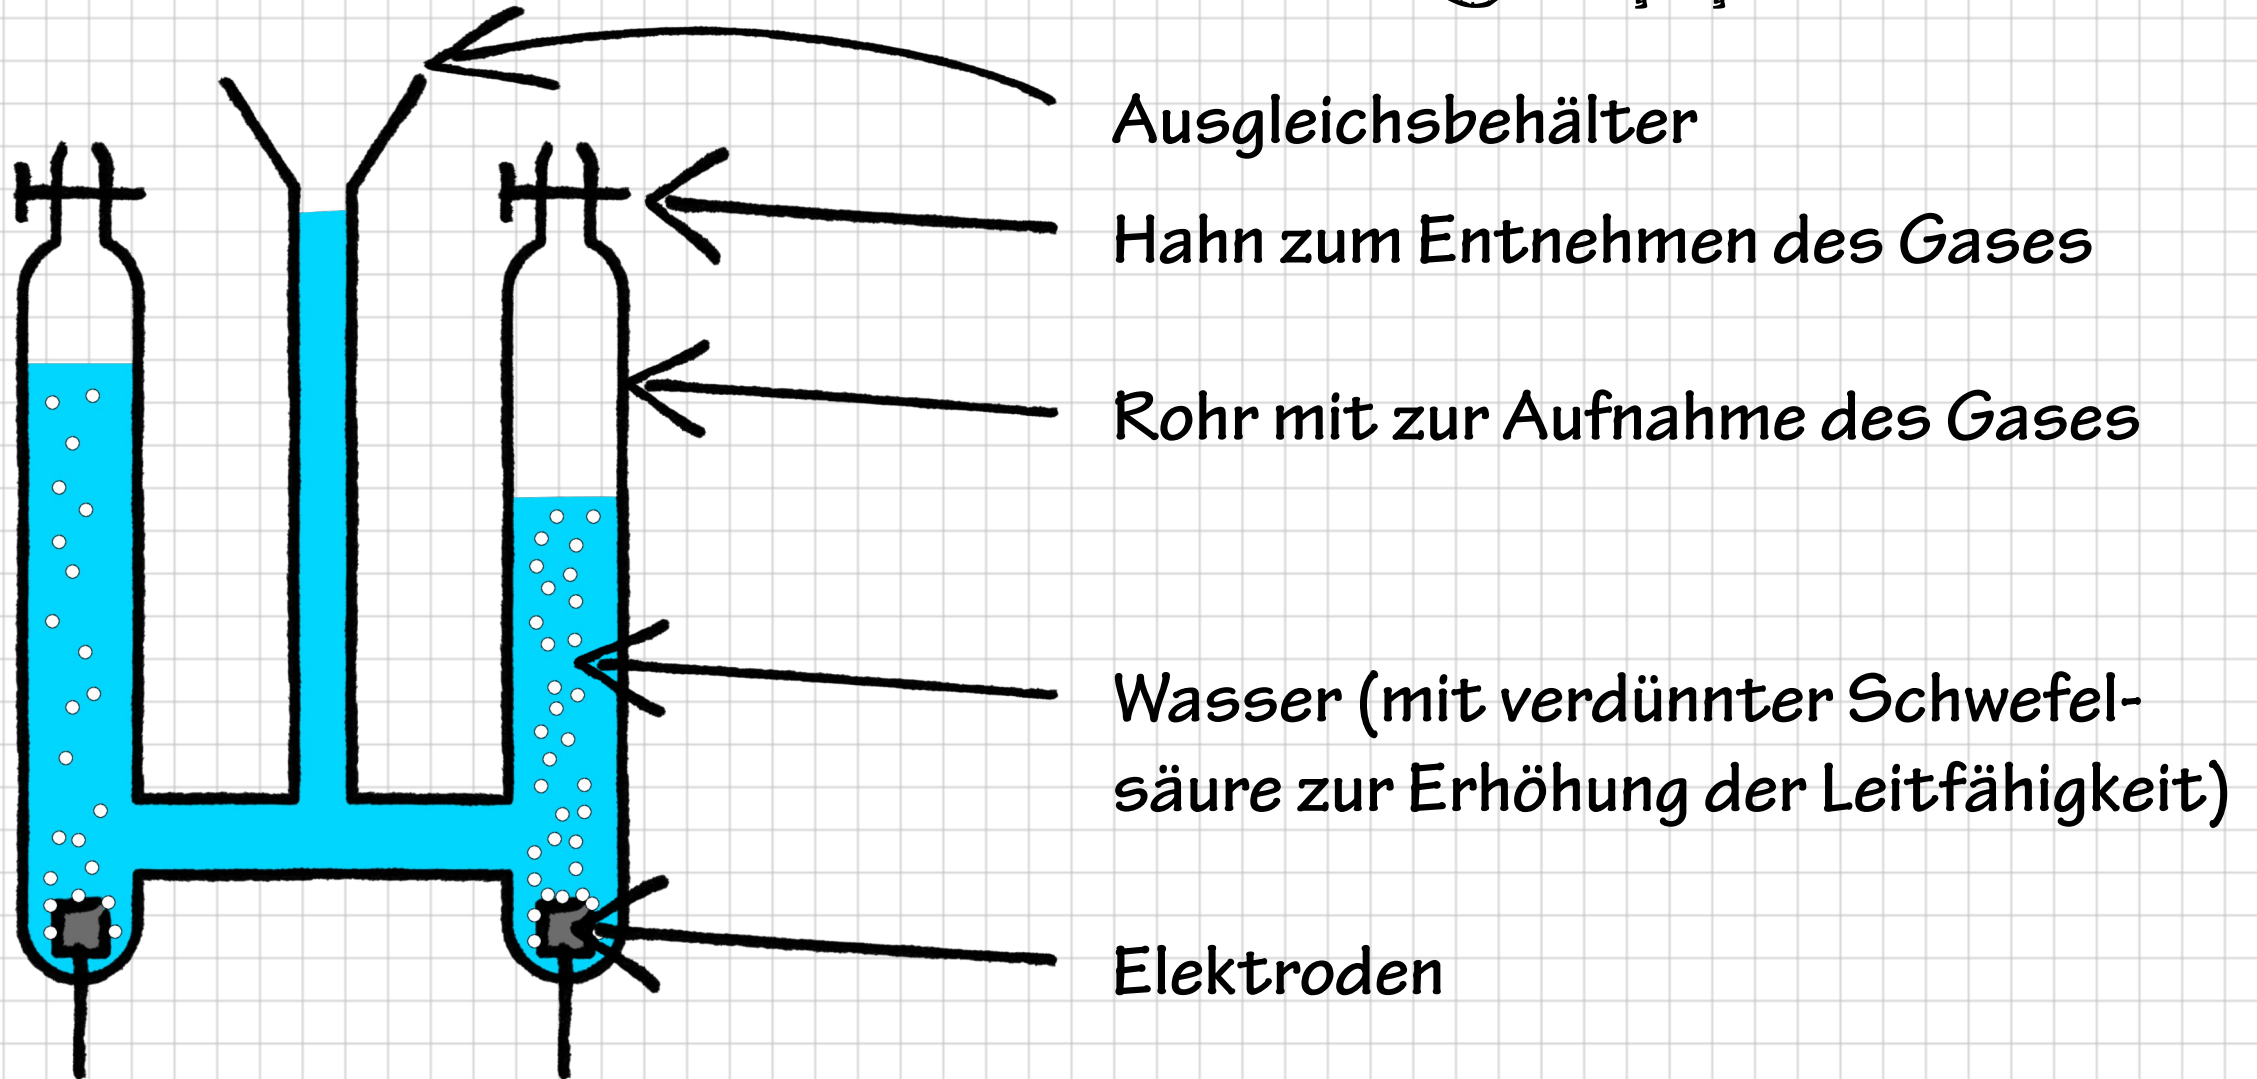 Ausgleichsbehälter
Hahn zum Entnehmen des Gases
Rohr mit zur Aufnahme des Gases
Wasser (mit verdünnter Schwefel-
säure zur Erhöhung der Leitfähigkeit)
Elektroden